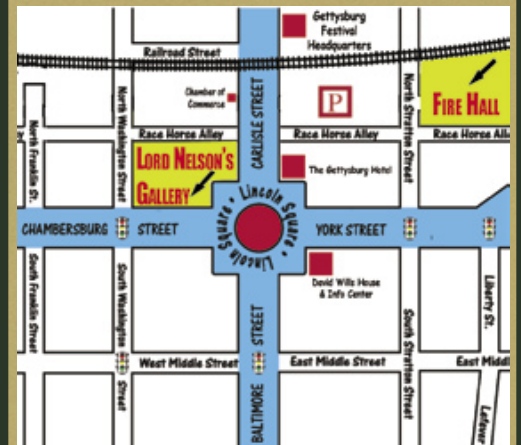 Gettysburg
Festival
Headquarters
Railroad Street
Chamber of
Commerce
CARLISLE STREET
P
FIRE HALL
North Franklin St.
North Washington Street
North Stratton Street
Race Horse Alley
Race Horse Alley
Race Horse Al
LORD NELSON'S
GALLERY
The Gettysburg Hotel
Lincoln Square • Lincoln Square •
CHAMBERSBURG STREET
YORK STREET
David Wills House
& Info Center
South Franklin Street
South Washington Street
South Stratton Street
Liberty St.
West Middle Street
East Middle Street
East Midd
BALTIMORE STREET
Lefever